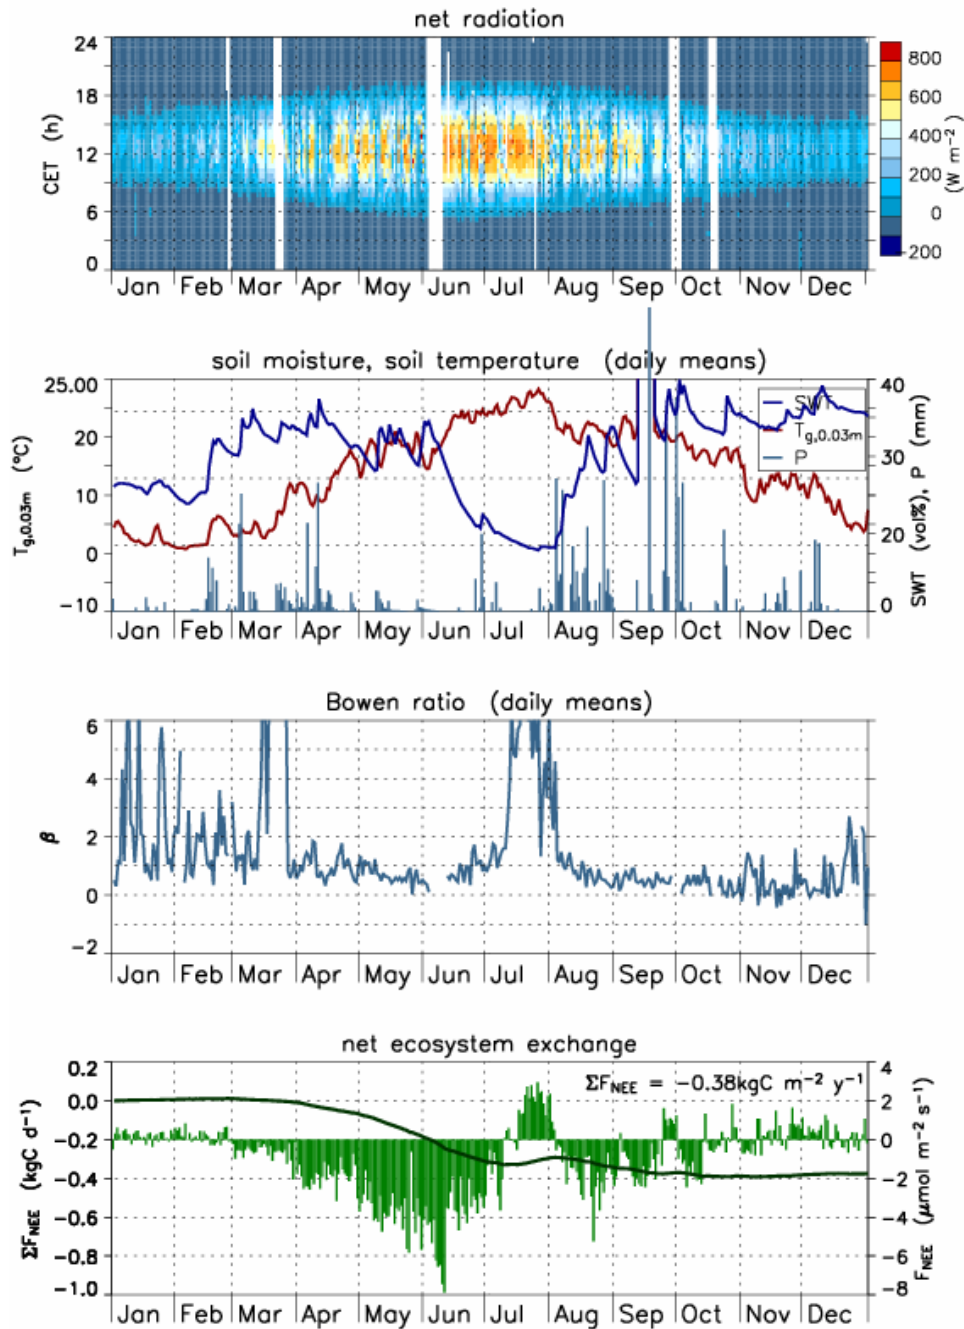 net radiation
24
18
12
6
0
CET (h)
800
600
400
200
0
-200
(W m⁻²)
Jan Feb Mar Apr May Jun Jul Aug Sep Oct Nov Dec
soil moisture, soil temperature (daily means)
25.00
20
10
0
-10
T g,0.03m (°C)
SWT
T g,0.03m
P
40
30
20
10
0
SWT (vol%), P (mm)
Jan Feb Mar Apr May Jun Jul Aug Sep Oct Nov Dec
Bowen ratio (daily means)
6
4
2
0
-2
β
Jan Feb Mar Apr May Jun Jul Aug Sep Oct Nov Dec
net ecosystem exchange
ΣF NEE = -0.38kgC m⁻² y⁻¹
0.2
0.0
-0.2
-0.4
-0.6
-0.8
-1.0
ΣF NEE (kgC d⁻¹)
4
2
0
-2
-4
-6
-8
F NEE (μmol m⁻² s⁻¹)
Jan Feb Mar Apr May Jun Jul Aug Sep Oct Nov Dec